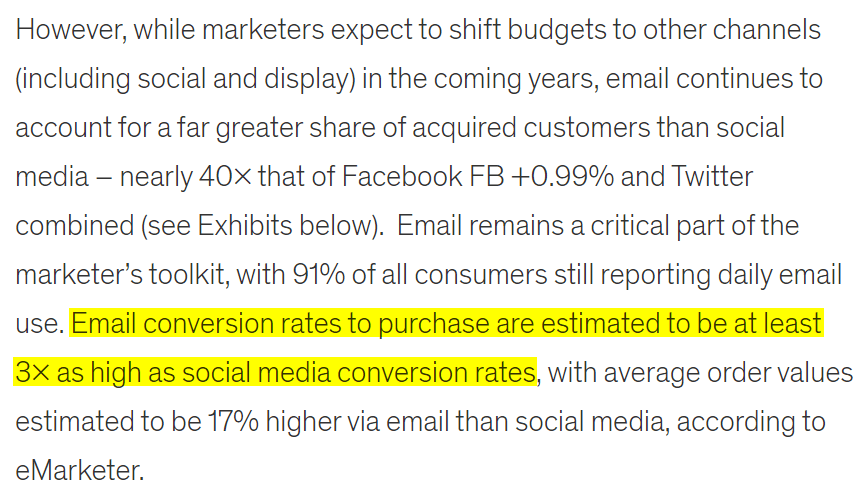 However, while marketers expect to shift budgets to other channels
(including social and display) in the coming years, email continues to
account for a far greater share of acquired customers than social
media – nearly 40× that of Facebook FB +0.99% and Twitter
combined (see Exhibits below).  Email remains a critical part of the
marketer’s toolkit, with 91% of all consumers still reporting daily email
use. Email conversion rates to purchase are estimated to be at least
3× as high as social media conversion rates, with average order values
estimated to be 17% higher via email than social media, according to
eMarketer.